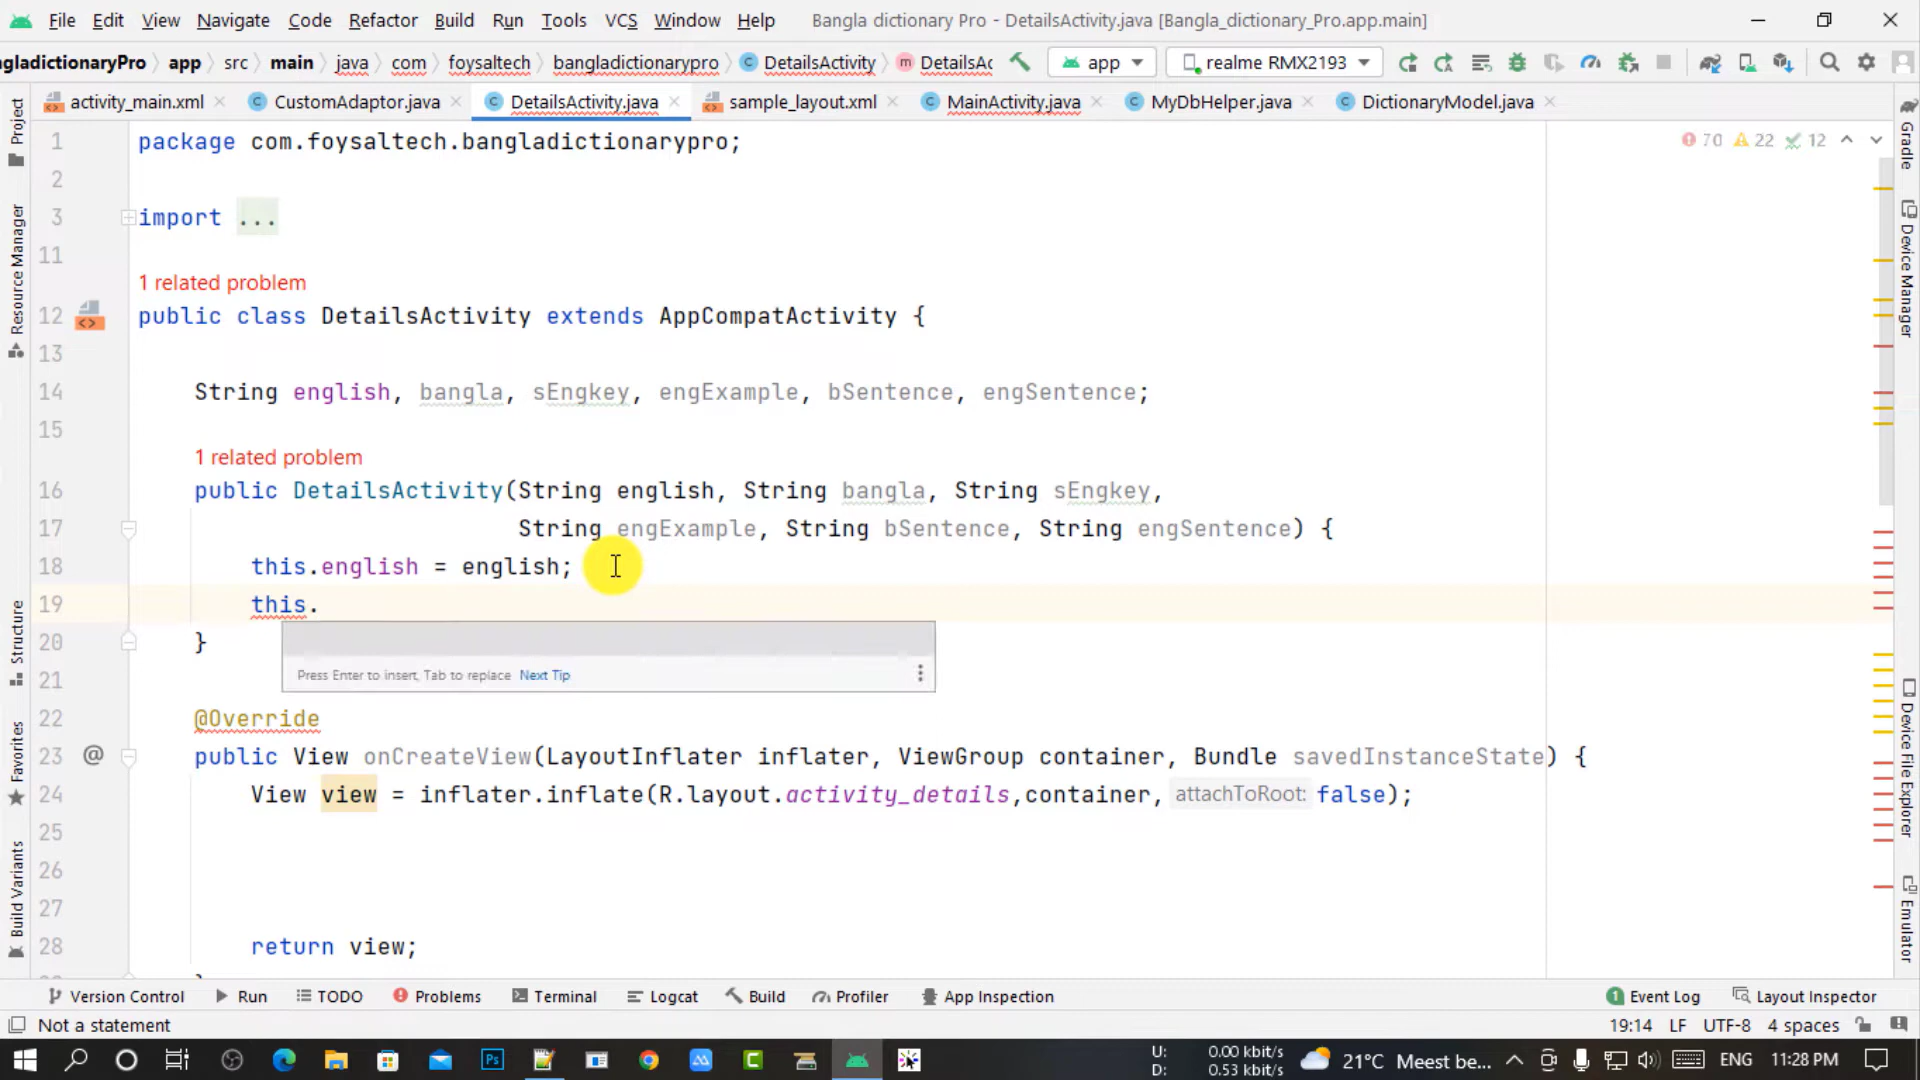 File Edit View Navigate Code Refactor Build Run Tools VCS Window Help Bangla dictionary Pro - DetailsActivity.java [Bangla_dictionary_Pro.app.main]
ngladictionaryPro app src main java com foysaltech bangladictionarypro DetailsActivity DetailsAc app realme RMX2193
activity_main.xml CustomAdaptor.java DetailsActivity.java sample_layout.xml MainActivity.java MyDbHelper.java DictionaryModel.java
1 package com.foysaltech.bangladictionarypro; 70 22 12
2
3 import ...
11
1 related problem
12 public class DetailsActivity extends AppCompatActivity {
13
14 String english, bangla, sEngkey, engExample, bSentence, engSentence;
15
1 related problem
16 public DetailsActivity(String english, String bangla, String sEngkey,
17 String engExample, String bSentence, String engSentence) {
18 this.english = english;
19 this.
20 }
Press Enter to insert, Tab to replace Next Tip
21
22 @Override
23 @ public View onCreateView(LayoutInflater inflater, ViewGroup container, Bundle savedInstanceState) {
24 View view = inflater.inflate(R.layout.activity_details,container, attachToRoot: false);
25
26
27
28 return view;
Project
Resource Manager
Structure
Favorites
Build Variants
Gradle
Device Manager
Device File Explorer
Emulator
Version Control Run TODO Problems Terminal Logcat Build Profiler App Inspection 1 Event Log Layout Inspector
Not a statement 19:14 LF UTF-8 4 spaces
U: 0.00 kbit/s
D: 0.53 kbit/s
21°C Meest be... ENG 11:28 PM